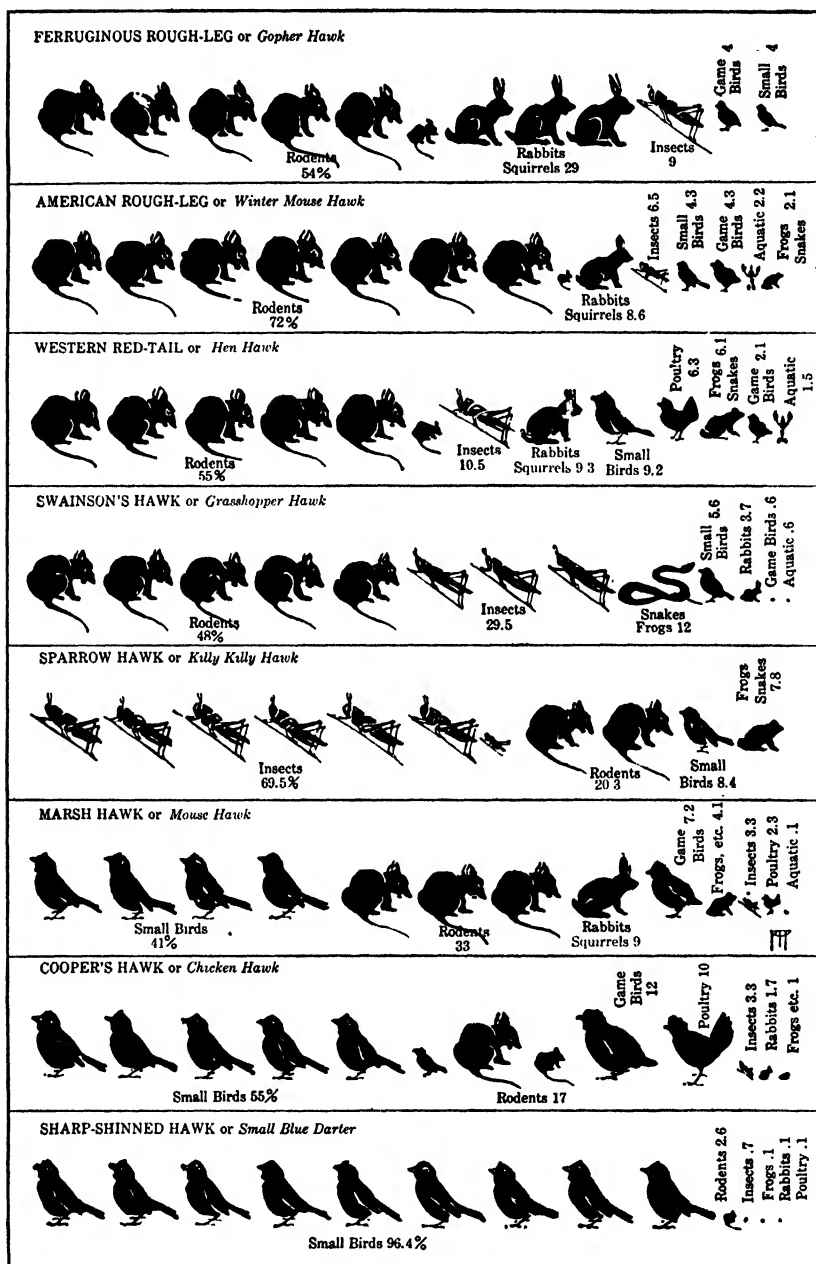 FERRUGINOUS ROUGH-LEG or Gopher Hawk
Rodents
54%
Rabbits
Squirrels 29
Insects
9
Game 4
Birds
Small 4
Birds
AMERICAN ROUGH-LEG or Winter Mouse Hawk
Rodents
72%
Rabbits
Squirrels 8.6
Insects 6.5
Small 4.3
Birds
Game 4.3
Birds
Aquatic 2.2
Frogs 2.1
Snakes
WESTERN RED-TAIL or Hen Hawk
Rodents
55%
Insects
10.5
Rabbits
Squirrels 9 3
Small
Birds 9.2
Poultry
6.3
Frogs 6.1
Snakes
Game 2.1
Birds
Aquatic
1.5
SWAINSON'S HAWK or Grasshopper Hawk
Rodents
48%
Insects
29.5
Snakes
Frogs 12
Small 5.6
Birds
Rabbits 3.7
Game Birds .6
Aquatic .6
SPARROW HAWK or Killy Killy Hawk
Insects
69.5%
Rodents
20 3
Small
Birds 8.4
Frogs
Snakes
7.8
MARSH HAWK or Mouse Hawk
Small Birds
41%
Rodents
33
Rabbits
Squirrels 9
Game 7.2
Birds
Frogs, etc. 4.1
Insects 3.3
Poultry 2.3
Aquatic .1
COOPER'S HAWK or Chicken Hawk
Small Birds 55%
Rodents 17
Game
Birds
12
Poultry 10
Insects 3.3
Rabbits 1.7
Frogs etc. 1
SHARP-SHINNED HAWK or Small Blue Darter
Small Birds 96.4%
Rodents 2.6
Insects .7
Frogs .1
Rabbits .1
Poultry .1